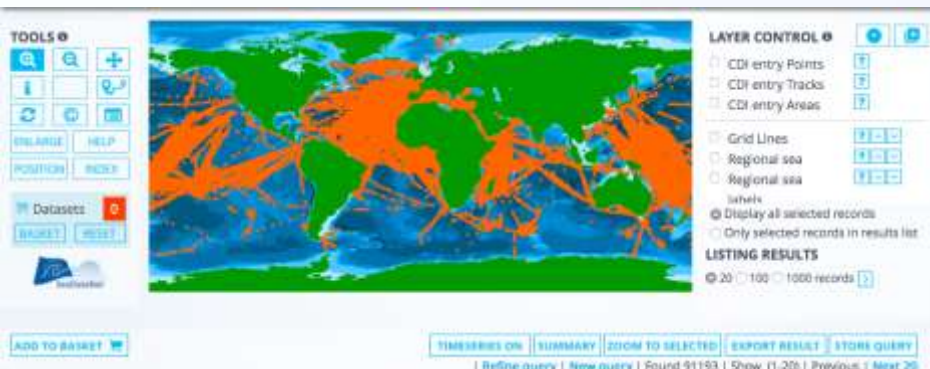 TOOLS
ENLARGE HELP
POSITION INDEX
Datasets 0
BASKET RESET
SeaDataNet
ADD TO BASKET
LAYER CONTROL
CDI entry Points ?
CDI entry Tracks ?
CDI entry Areas ?
Grid Lines ?
Regional sea ?
Regional sea ?
labels
Display all selected records
Only selected records in results list
LISTING RESULTS
20 100 1000 records >
TIMESERIES ON SUMMARY ZOOM TO SELECTED EXPORT RESULT STORE QUERY
| Refine query | New query | Found 91193 | Show (1-20) | Previous | Next 20